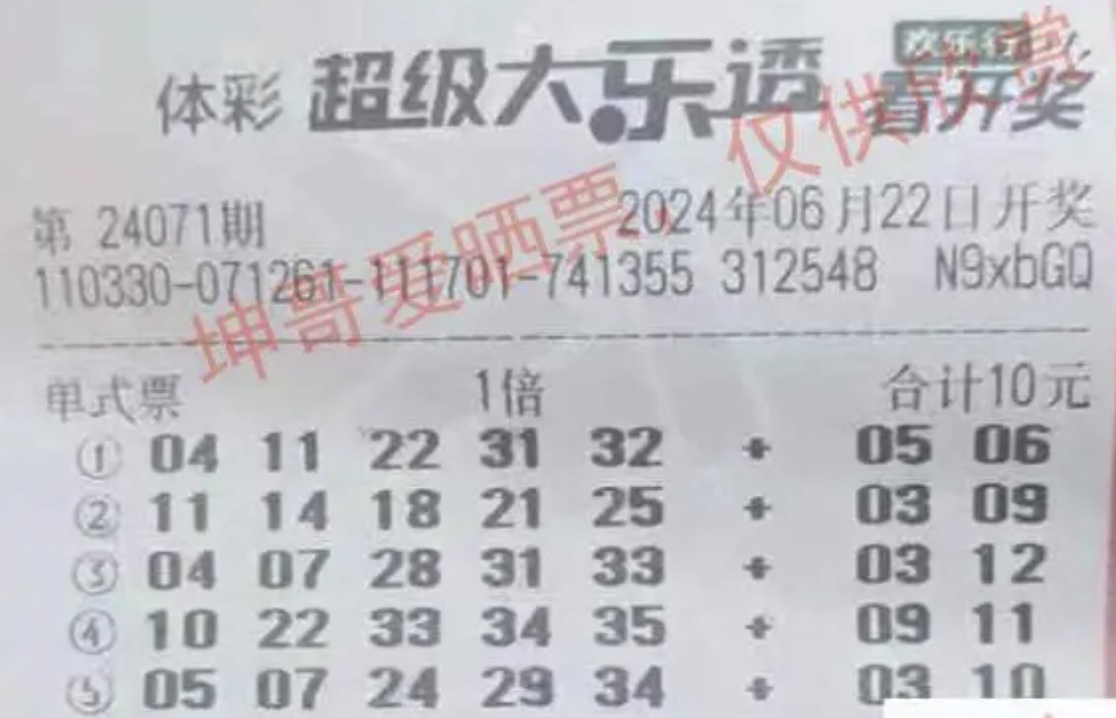 体彩 超级大乐透 欢乐行 看开奖
第 24071期 2024年06月22日开奖
110330-071261-111701-741355 312548 N9xbGQ
坤哥爱晒票,仅供欣赏
单式票 1倍 合计10元
① 04 11 22 31 32 + 05 06
② 11 14 18 21 25 + 03 09
③ 04 07 28 31 33 + 03 12
④ 10 22 33 34 35 + 09 11
⑤ 05 07 24 29 34 + 03 10